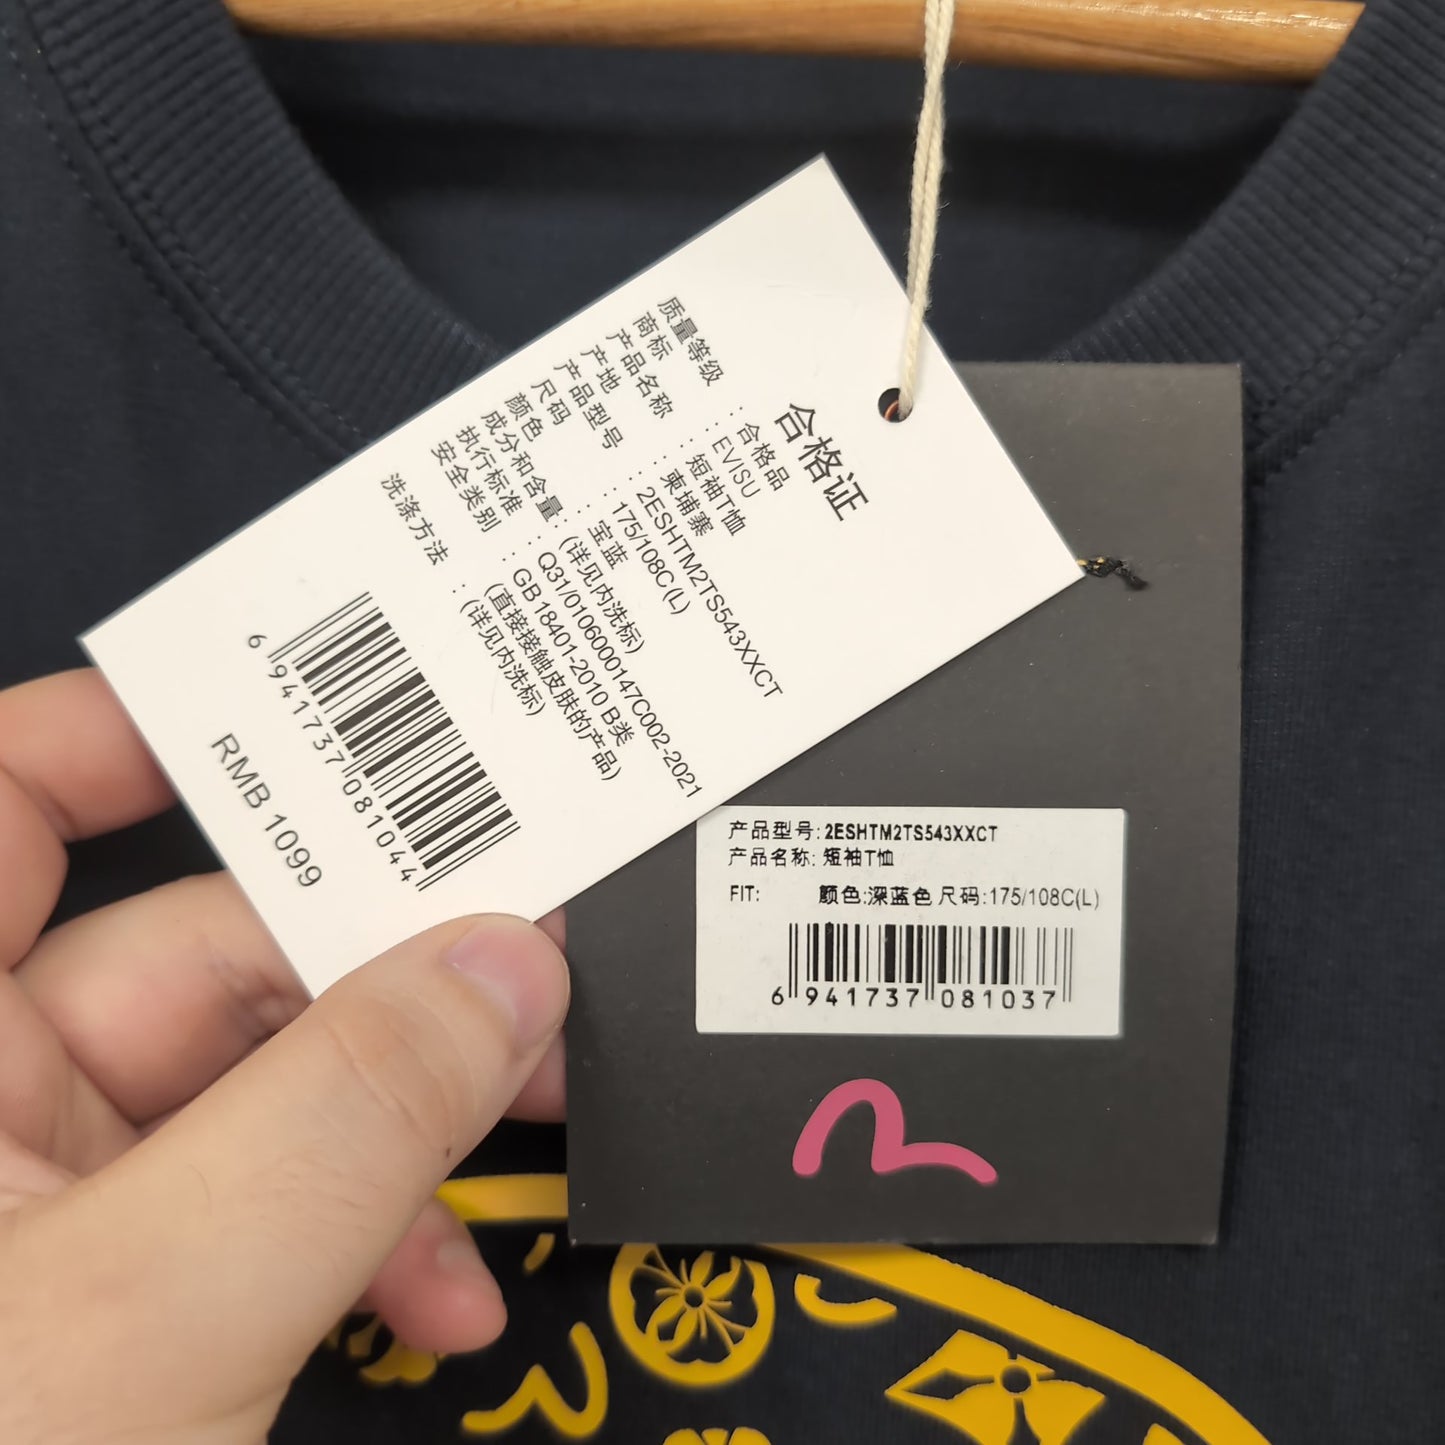 合格证
质量等级 : 合格品
商标 : EVISU
产品名称 : 短袖T恤
产地 : 柬埔寨
产品型号 : 2ESHTM2TS543XXCT
尺码 : 175/108C(L)
颜色 : 宝蓝
成分和含量 : (详见内洗标)
执行标准 : Q31/0106000147C002-2021
安全类别 : GB 18401-2010 B类
(直接接触皮肤的产品)
洗涤方法 : (详见内洗标)
6 941737 081044
RMB 1099
产品型号: 2ESHTM2TS543XXCT
产品名称: 短袖T恤
FIT: 颜色:深蓝色 尺码:175/108C(L)
6 941737 081037